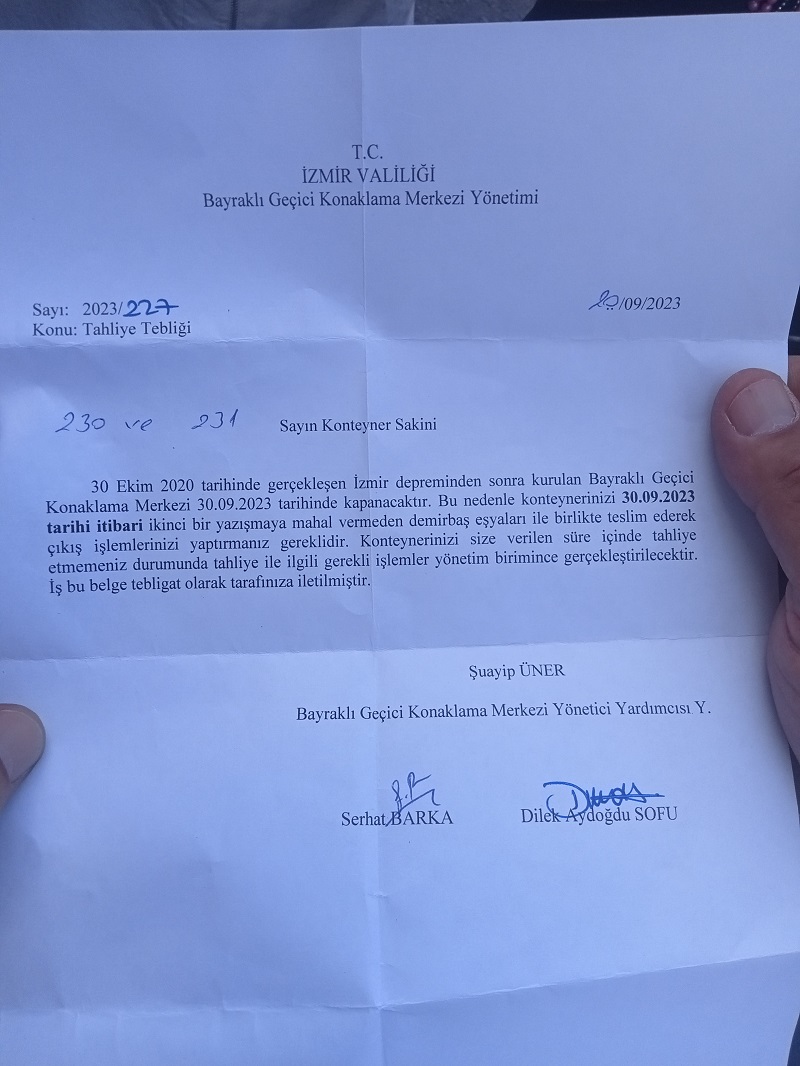 T.C.
İZMİR VALİLİĞİ
Bayraklı Geçici Konaklama Merkezi Yönetimi
Sayı: 2023/227
/09/2023
Konu: Tahliye Tebliği
230 ve 231 Sayın Konteyner Sakini
30 Ekim 2020 tarihinde gerçekleşen İzmir depreminden sonra kurulan Bayraklı Geçici
Konaklama Merkezi 30.09.2023 tarihinde kapanacaktır. Bu nedenle konteynerinizi 30.09.2023
tarihi itibari ikinci bir yazışmaya mahal vermeden demirbaş eşyaları ile birlikte teslim ederek
çıkış işlemlerinizi yaptırmanız gereklidir. Konteynerinizi size verilen süre içinde tahliye
etmemeniz durumunda tahliye ile ilgili gerekli işlemler yönetim birimince gerçekleştirilecektir.
İş bu belge tebligat olarak tarafınıza iletilmiştir.
Şuayip ÜNER
Bayraklı Geçici Konaklama Merkezi Yönetici Yardımcısı Y.
Serhat BARKA
Dilek Aydoğdu SOFU